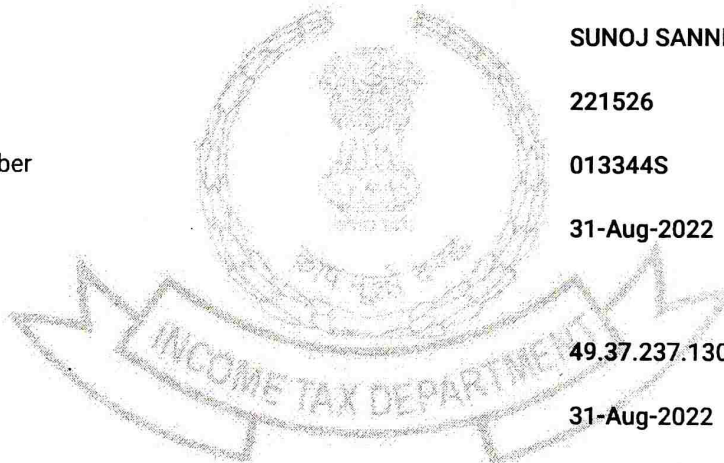 SUNOJ SANN
221526
ber
013344S
31-Aug-2022
INCOME TAX DEPARTMENT
49.37.237.130
31-Aug-2022